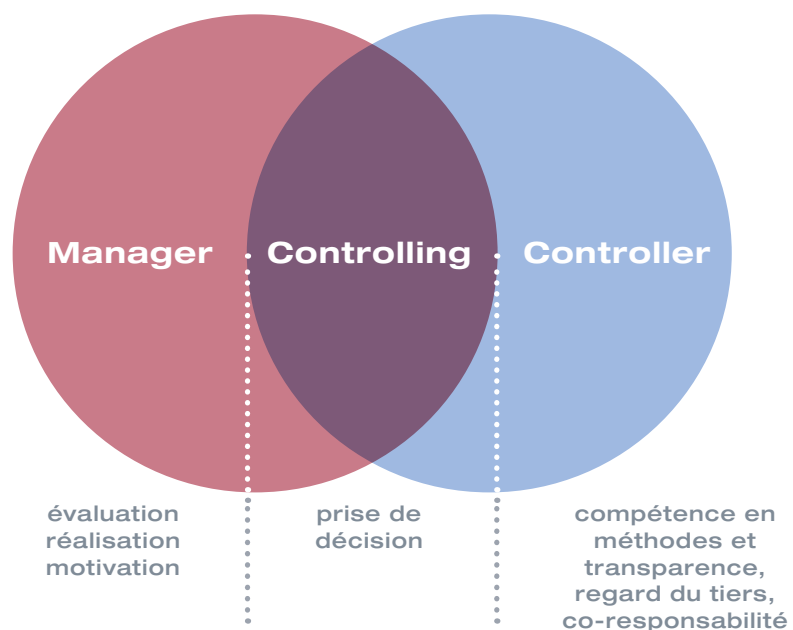 Manager
Controlling
Controller
évaluation
réalisation
motivation
prise de
décision
compétence en
méthodes et
transparence,
regard du tiers,
co-responsabilité